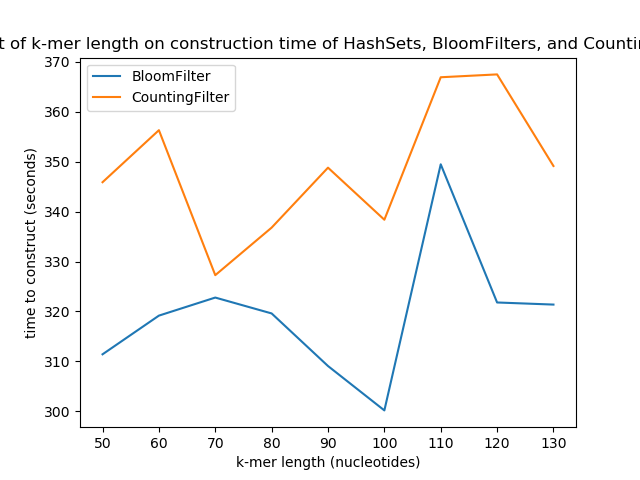 t of k-mer length on construction time of HashSets, BloomFilters, and Countin
370
360
350
340
330
320
310
300
time to construct (seconds)
BloomFilter
CountingFilter
50 60 70 80 90 100 110 120 130
k-mer length (nucleotides)